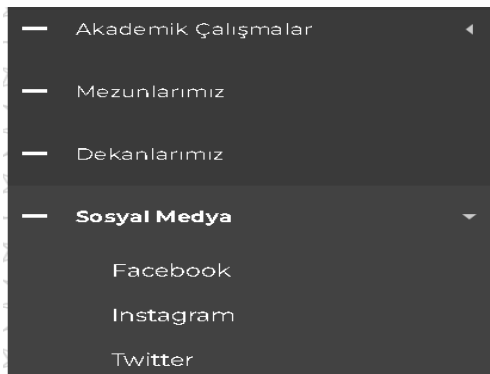 Akademik Çalışmalar
Mezunlarımız
Dekanlarımız
Sosyal Medya
Facebook
Instagram
Twitter